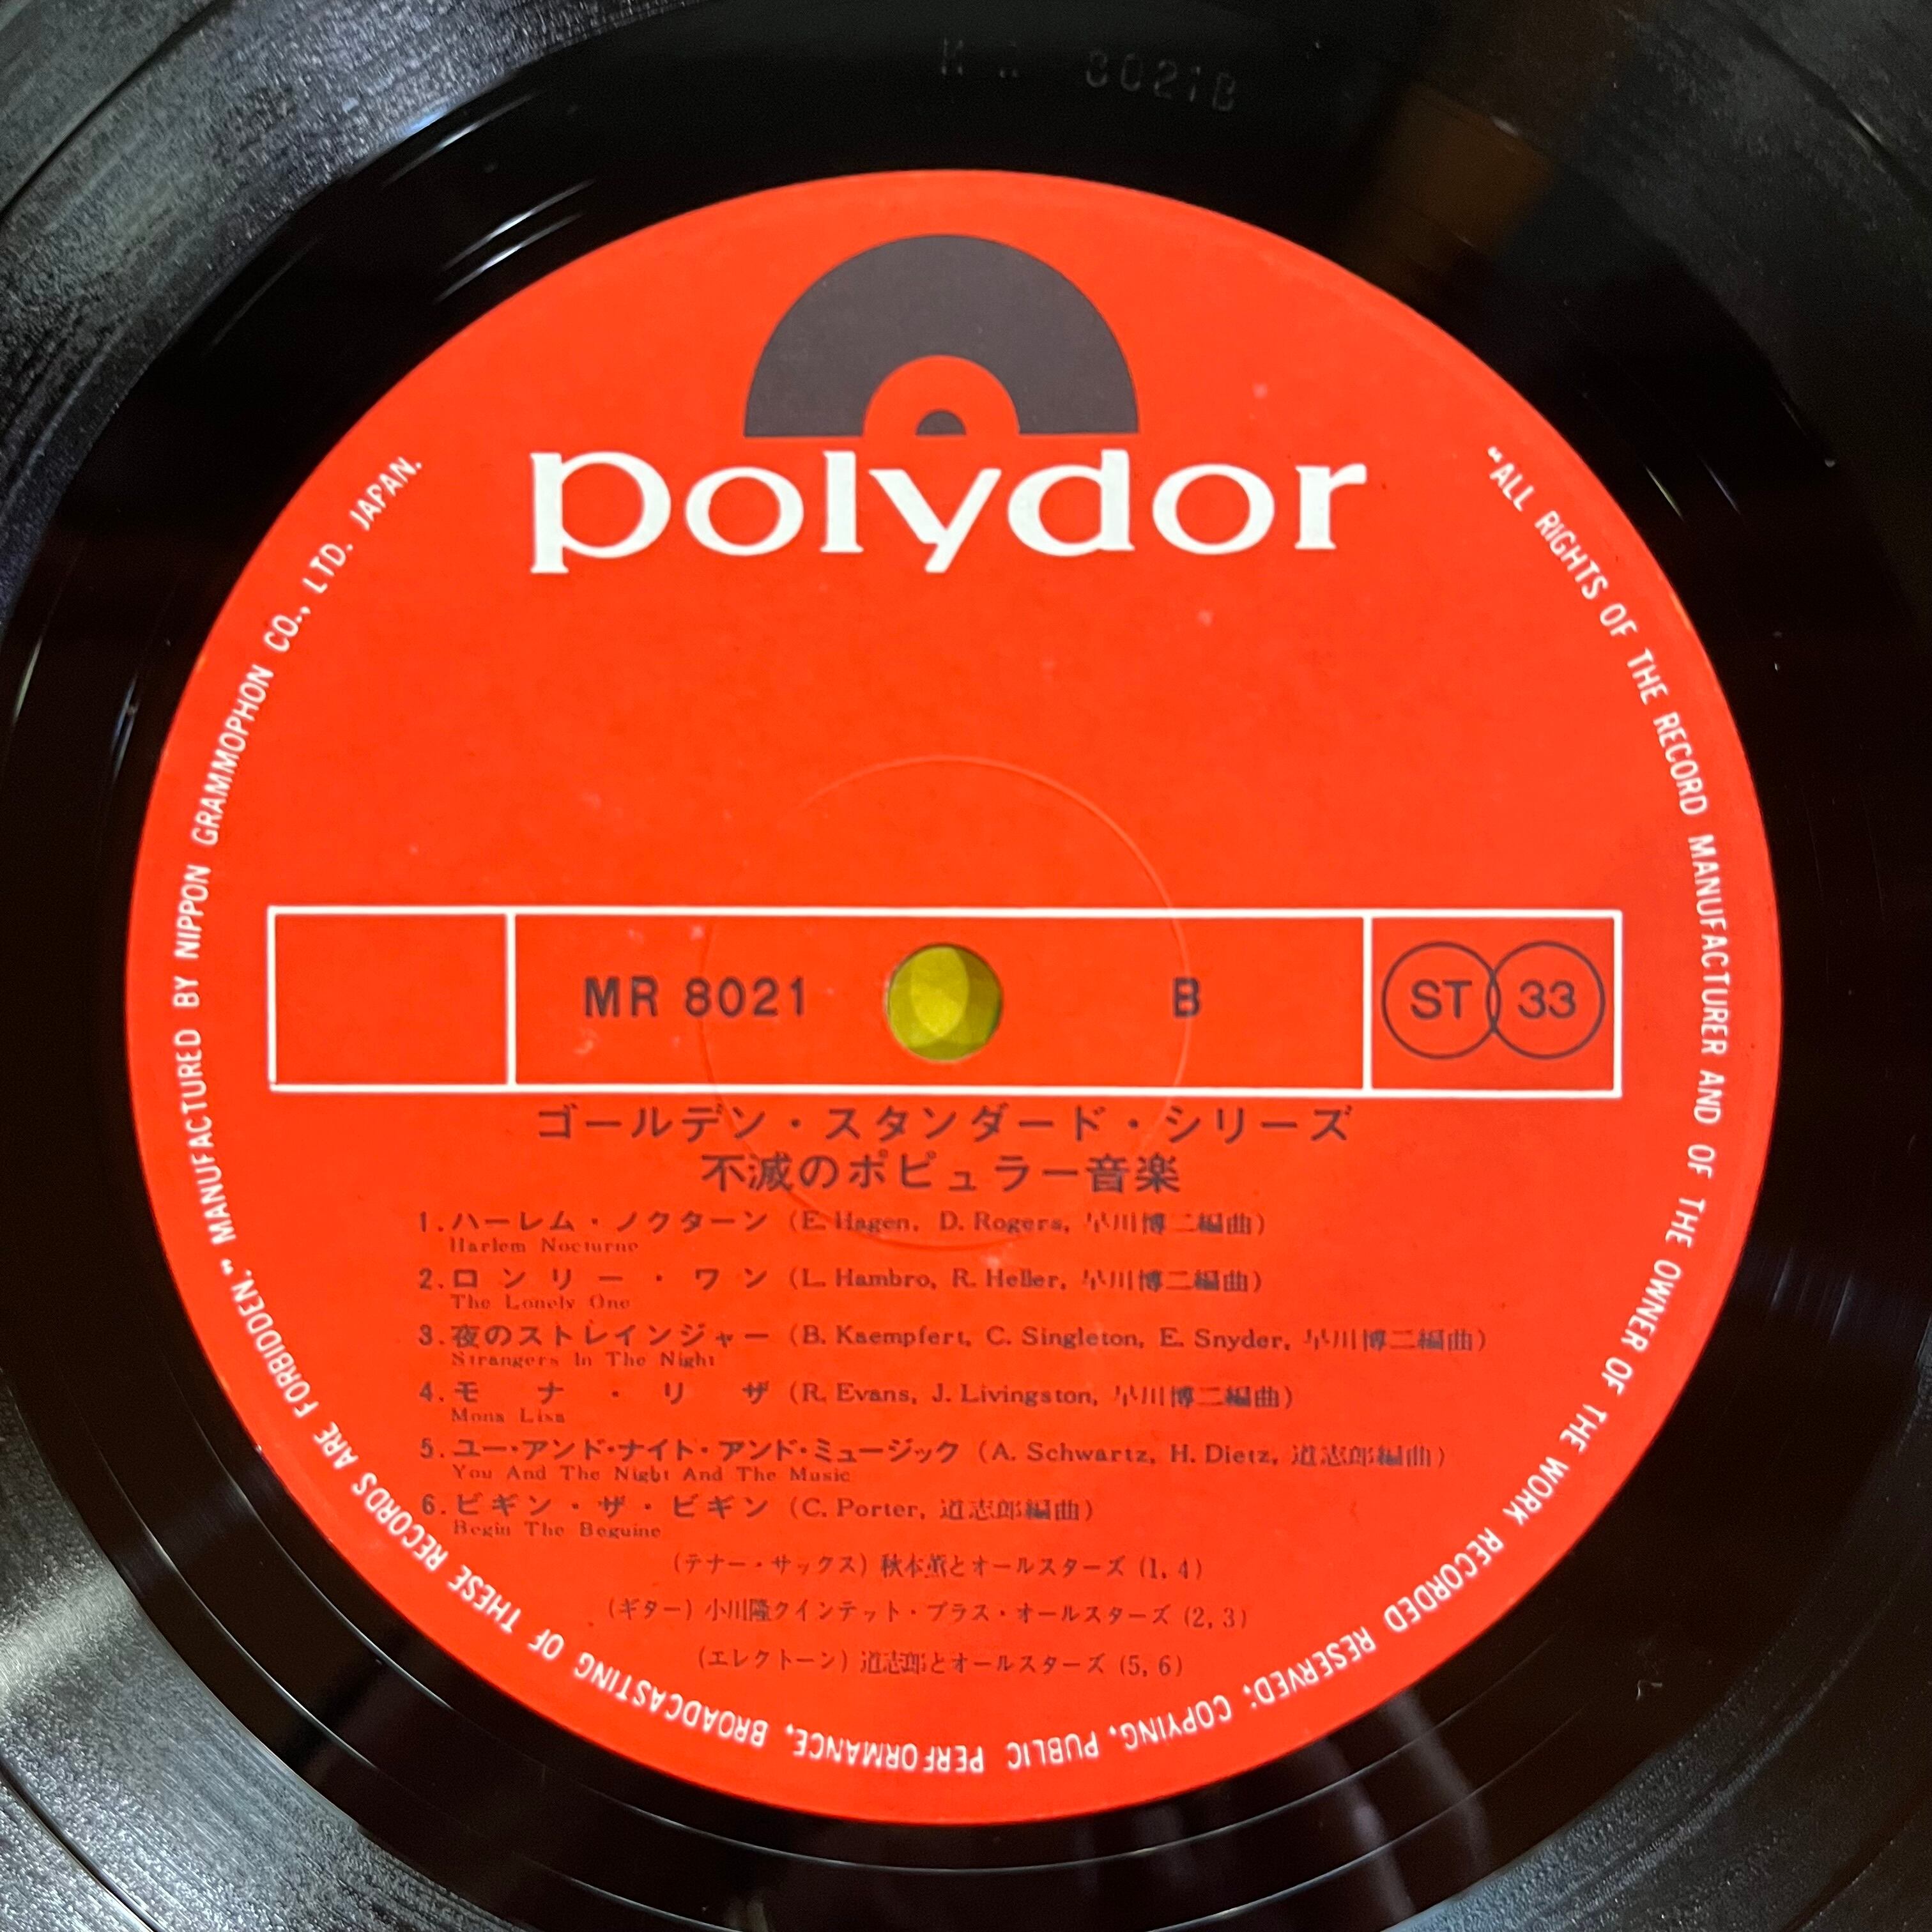 8021B
polydor
MR 8021
B
ST 33
ゴールデン・スタンダード・シリーズ
不滅のポピュラー音楽
1.ハーレム・ノクターン (E. Hagen, D. Rogers, 早川博二編曲)
Harlem Nocturne
2.ロンリー・ワン (L. Hambro, R. Heller, 早川博二編曲)
The Lonely One
3.夜のストレインジャー (B. Kaempfert, C. Singleton, E. Snyder, 早川博二編曲)
Strangers In The Night
4.モナ・リザ (R. Evans, J. Livingston, 早川博二編曲)
Mona Lisa
5.ユー・アンド・ナイト・アンド・ミュージック (A. Schwartz, H. Dietz, 道志郎編曲)
You And The Night And The Music
6.ビギン・ザ・ビギン (C. Porter, 道志郎編曲)
Begin The Beguine
(テナー・サックス) 秋本薫とオールスターズ (1, 4)
(ギター) 小川隆クインテット・プラス・オールスターズ (2, 3)
(エレクトーン) 道志郎とオールスターズ (5, 6)
"ALL RIGHTS OF THE RECORD MANUFACTURER AND OF THE OWNER OF THE WORK RECORDED RESERVED; COPYING, PUBLIC PERFORMANCE, BROADCASTING OF THESE RECORDS ARE FORBIDDEN." MANUFACTURED BY NIPPON GRAMMOPHON CO., LTD. JAPAN.